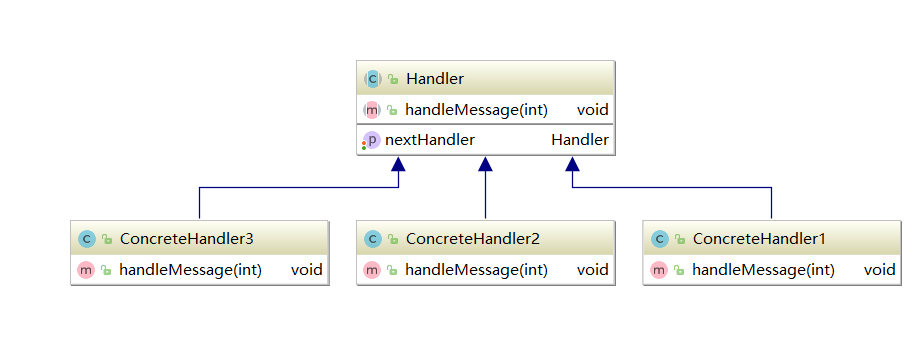 C Handler
m handleMessage(int) void
p nextHandler Handler
C ConcreteHandler3
m handleMessage(int) void
C ConcreteHandler2
m handleMessage(int) void
C ConcreteHandler1
m handleMessage(int) void